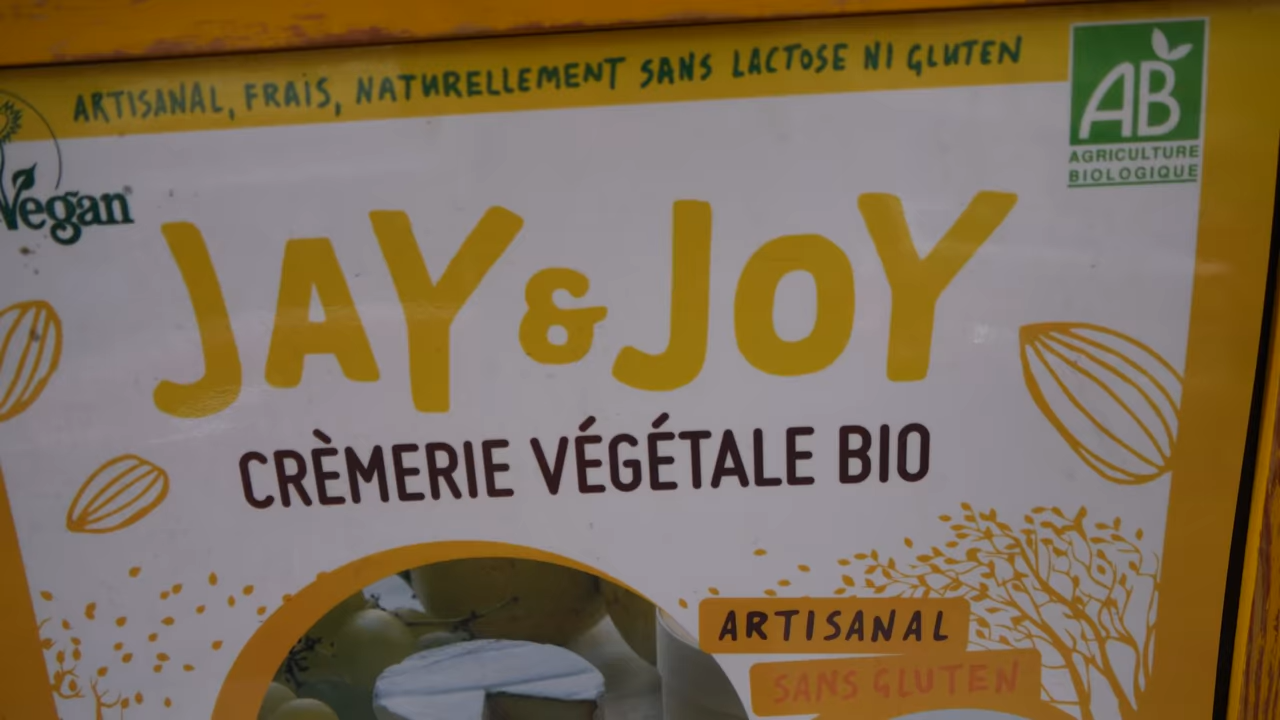 ARTISANAL, FRAIS, NATURELLEMENT SANS LACTOSE NI GLUTEN
AB
AGRICULTURE
BIOLOGIQUE
Vegan
JAY & JOY
CRÈMERIE VÉGÉTALE BIO
ARTISANAL
SANS GLUTEN